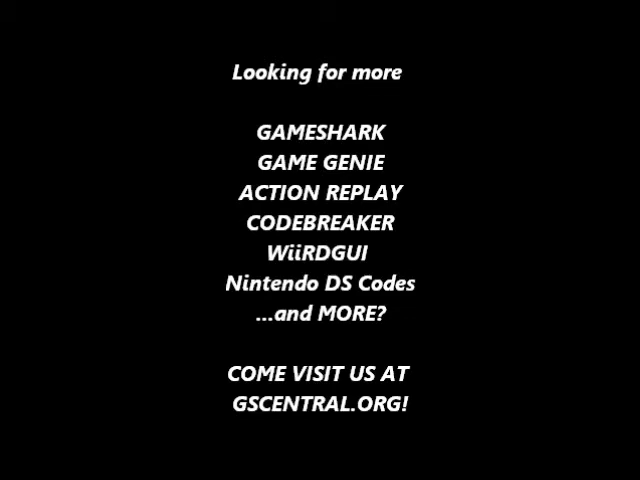 Looking for more
GAMESHARK
GAME GENIE
ACTION REPLAY
CODEBREAKER
WiiRDGUI
Nintendo DS Codes
...and MORE?
COME VISIT US AT
GSCENTRAL.ORG!